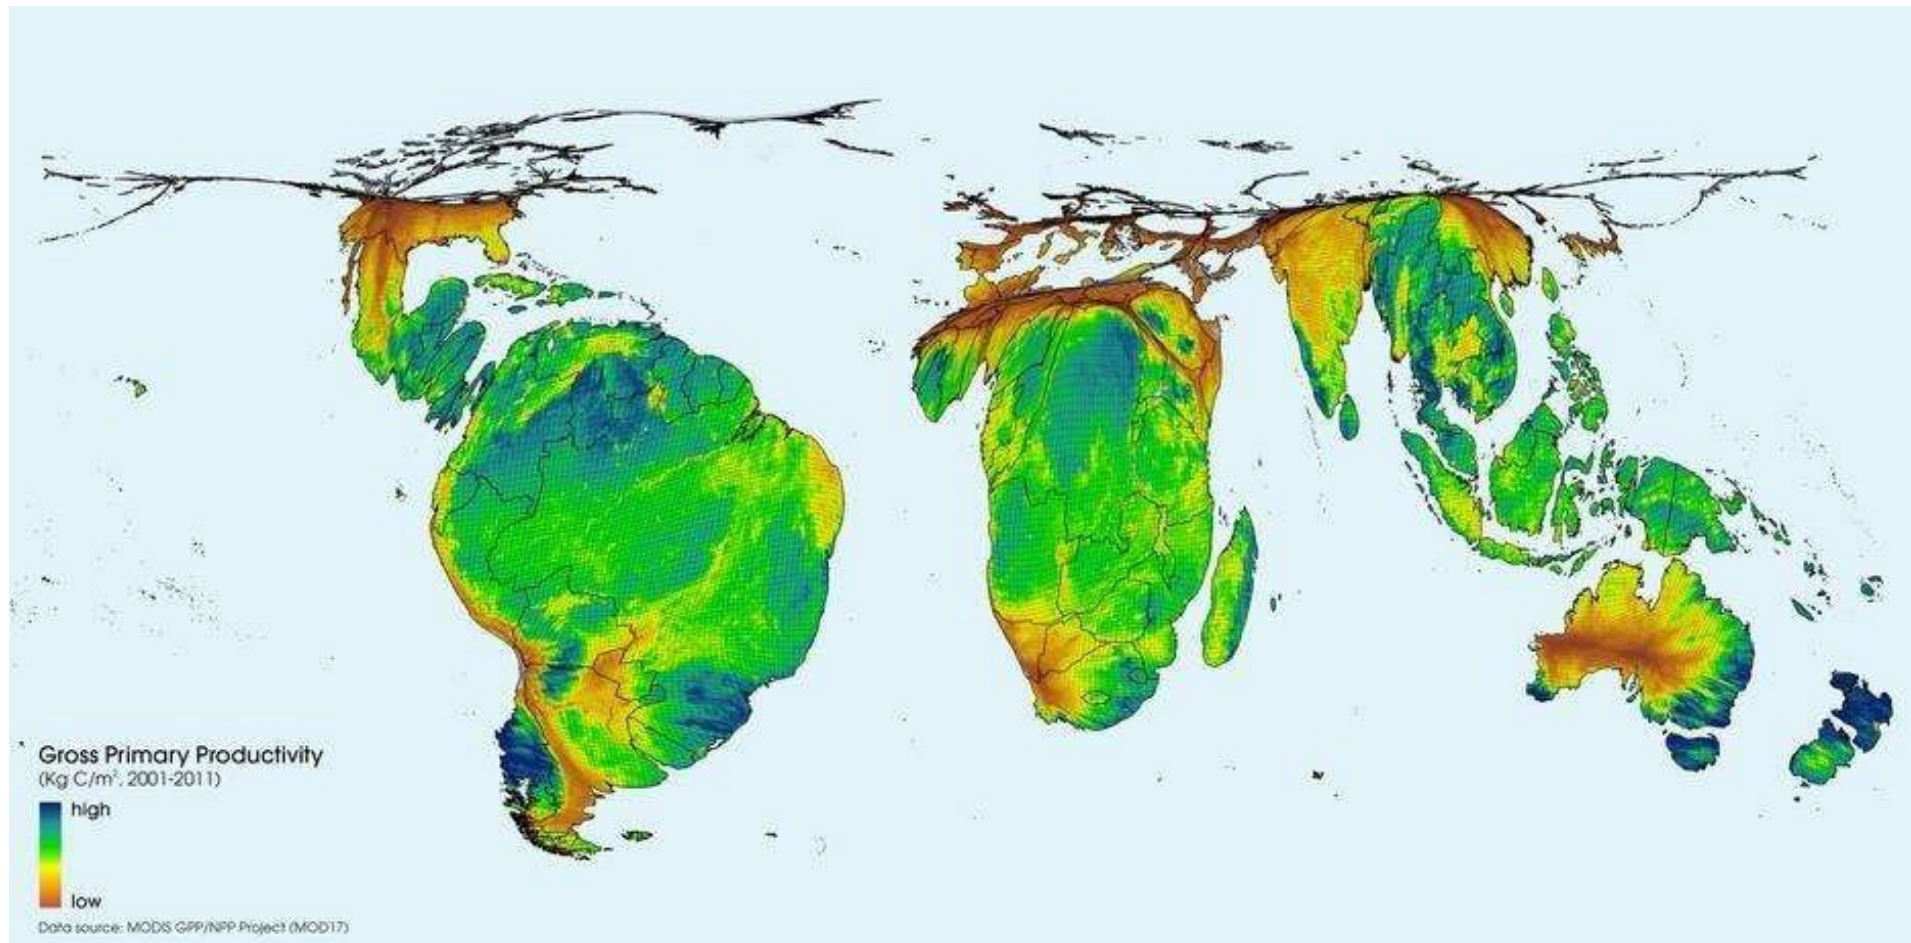 Gross Primary Productivity
(Kg C/m², 2001-2011)
high
low
Data source: MODIS GPP/NPP Project (MOD17)